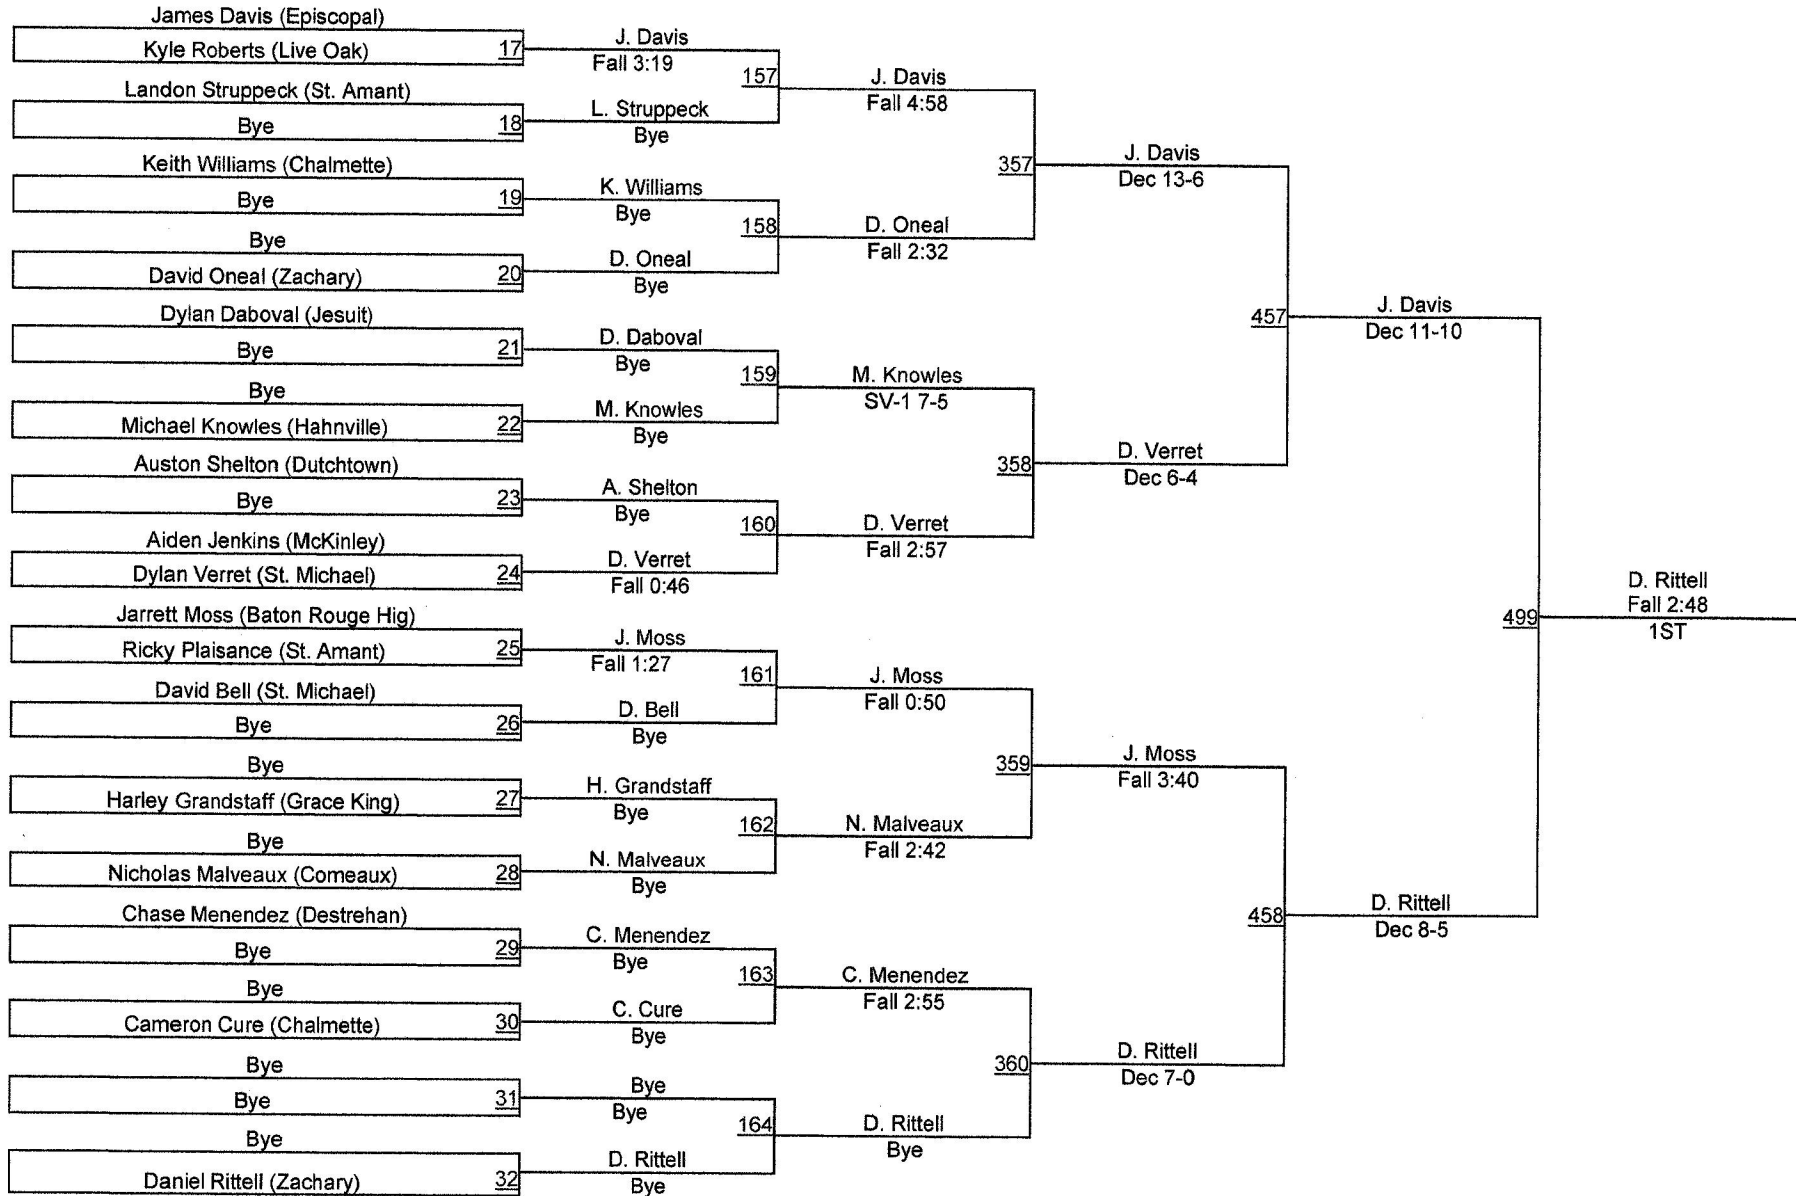 James Davis (Episcopal)
Kyle Roberts (Live Oak)
17
Landon Struppeck (St. Amant)
Bye
18
Keith Williams (Chalmette)
Bye
19
Bye
David Oneal (Zachary)
20
Dylan Daboval (Jesuit)
Bye
21
Bye
Michael Knowles (Hahnville)
22
Auston Shelton (Dutchtown)
Bye
23
Aiden Jenkins (McKinley)
Dylan Verret (St. Michael)
24
Jarrett Moss (Baton Rouge Hig)
Ricky Plaisance (St. Amant)
25
David Bell (St. Michael)
Bye
26
Bye
Harley Grandstaff (Grace King)
27
Bye
Nicholas Malveaux (Comeaux)
28
Chase Menendez (Destrehan)
Bye
29
Bye
Cameron Cure (Chalmette)
30
Bye
Bye
31
Bye
Daniel Rittell (Zachary)
32
J. Davis
Fall 3:19
157
L. Struppeck
Bye
K. Williams
Bye
158
D. Oneal
Bye
D. Daboval
Bye
159
M. Knowles
Bye
A. Shelton
Bye
160
D. Verret
Fall 0:46
J. Moss
Fall 1:27
161
D. Bell
Bye
H. Grandstaff
Bye
162
N. Malveaux
Bye
C. Menendez
Bye
163
C. Cure
Bye
Bye
Bye
164
D. Rittell
Bye
J. Davis
Fall 4:58
357
D. Oneal
Fall 2:32
M. Knowles
SV-1 7-5
358
D. Verret
Fall 2:57
J. Moss
Fall 0:50
359
N. Malveaux
Fall 2:42
C. Menendez
Fall 2:55
360
D. Rittell
Bye
J. Davis
Dec 13-6
457
D. Verret
Dec 6-4
J. Moss
Fall 3:40
458
D. Rittell
Dec 7-0
J. Davis
Dec 11-10
499
D. Rittell
Dec 8-5
D. Rittell
Fall 2:48
1ST